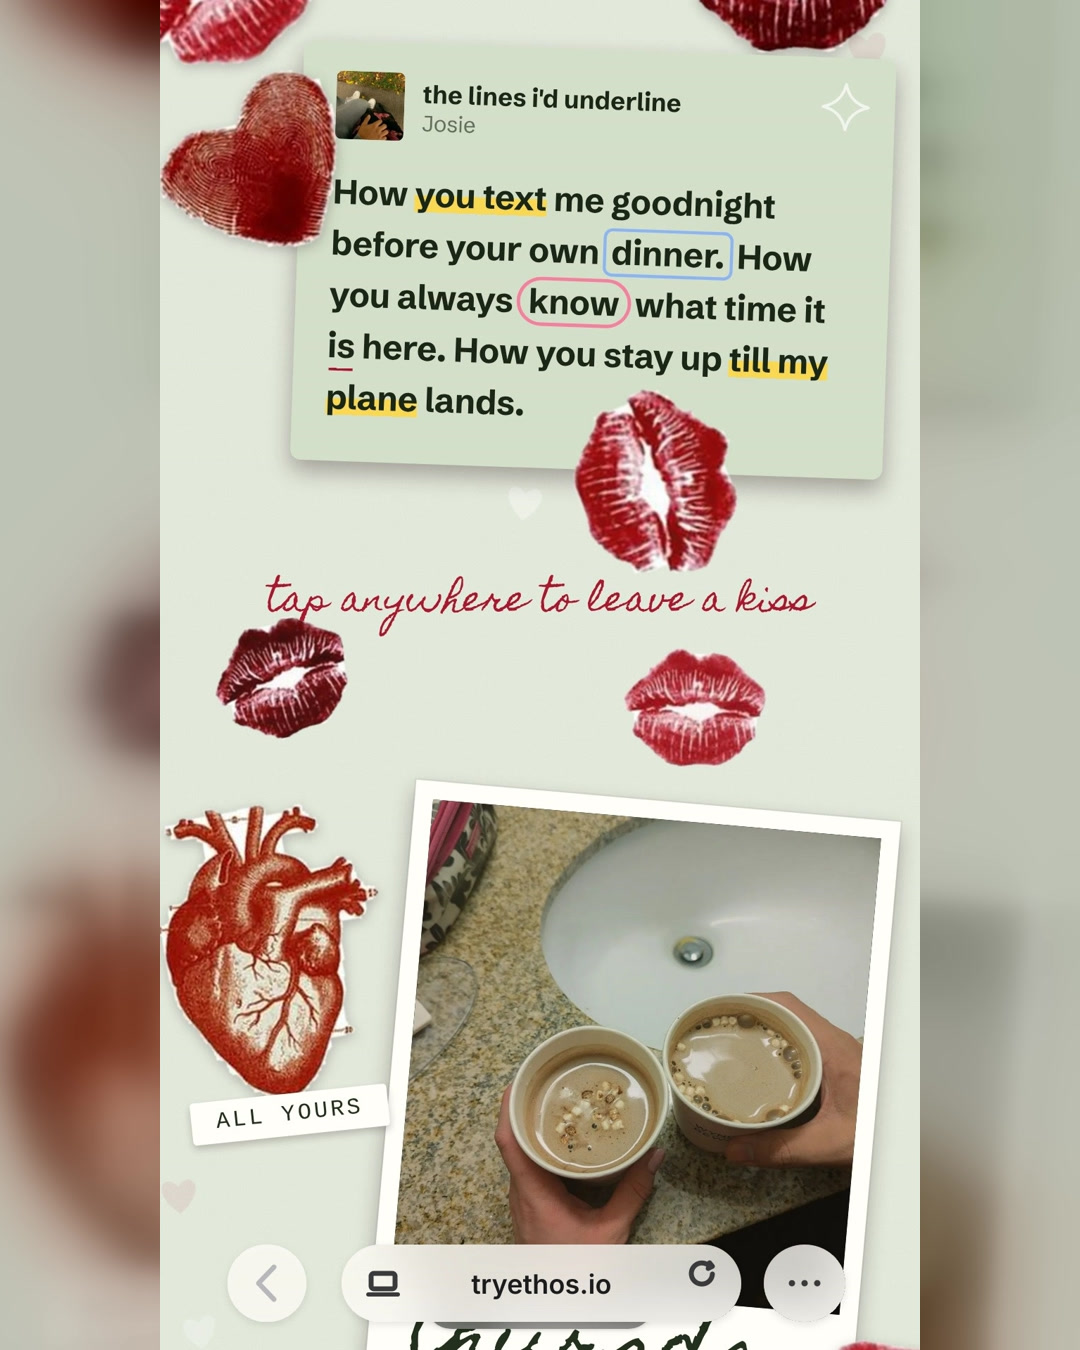 the lines i'd underline
Josie
How you text me goodnight
before your own dinner. How
you always know what time it
is here. How you stay up till my
plane lands.
tap anywhere to leave a kiss
ALL YOURS
tryethos.io